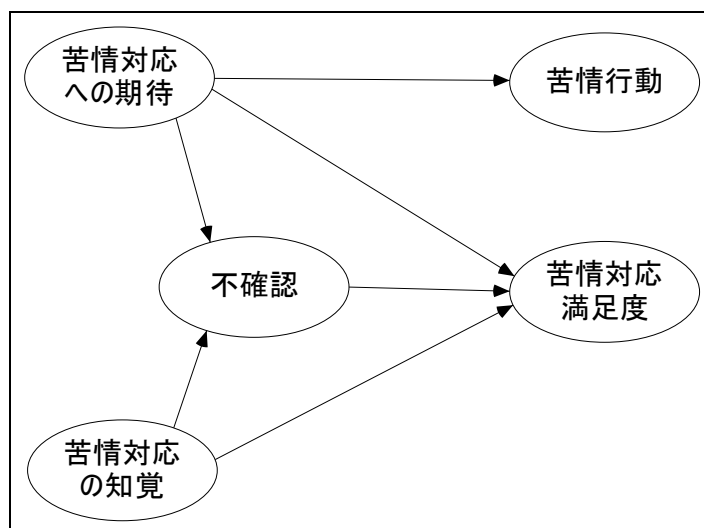 苦情対応
への期待
苦情行動
不確認
苦情対応
満足度
苦情対応
の知覚